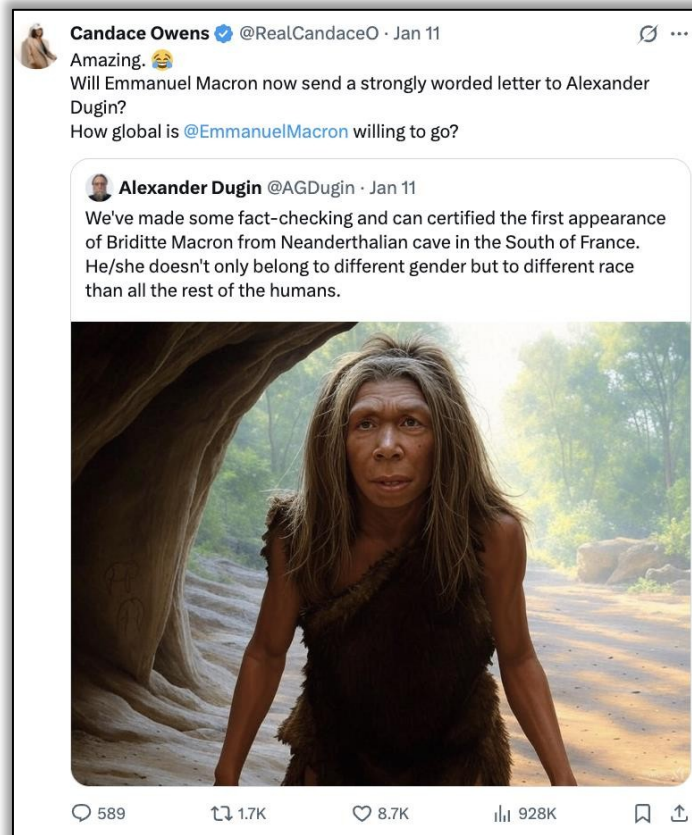 Candace Owens @RealCandaceO · Jan 11
Amazing. 😂
Will Emmanuel Macron now send a strongly worded letter to Alexander
Dugin?
How global is @EmmanuelMacron willing to go?
Alexander Dugin @AGDugin · Jan 11
We've made some fact-checking and can certified the first appearance
of Briditte Macron from Neanderthalian cave in the South of France.
He/she doesn't only belong to different gender but to different race
than all the rest of the humans.
589 1.7K 8.7K 928K